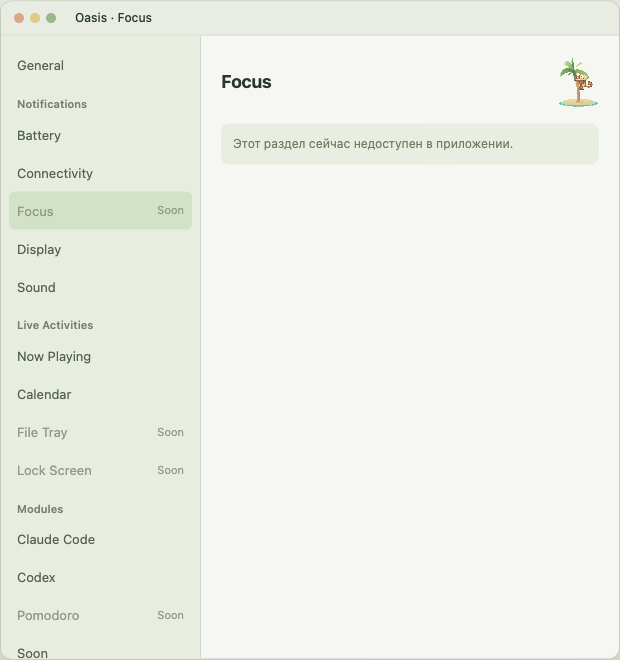 Oasis · Focus
General
Notifications
Battery
Connectivity
Focus Soon
Display
Sound
Live Activities
Now Playing
Calendar
File Tray Soon
Lock Screen Soon
Modules
Claude Code
Codex
Pomodoro Soon
Soon
Focus
Этот раздел сейчас недоступен в приложении.